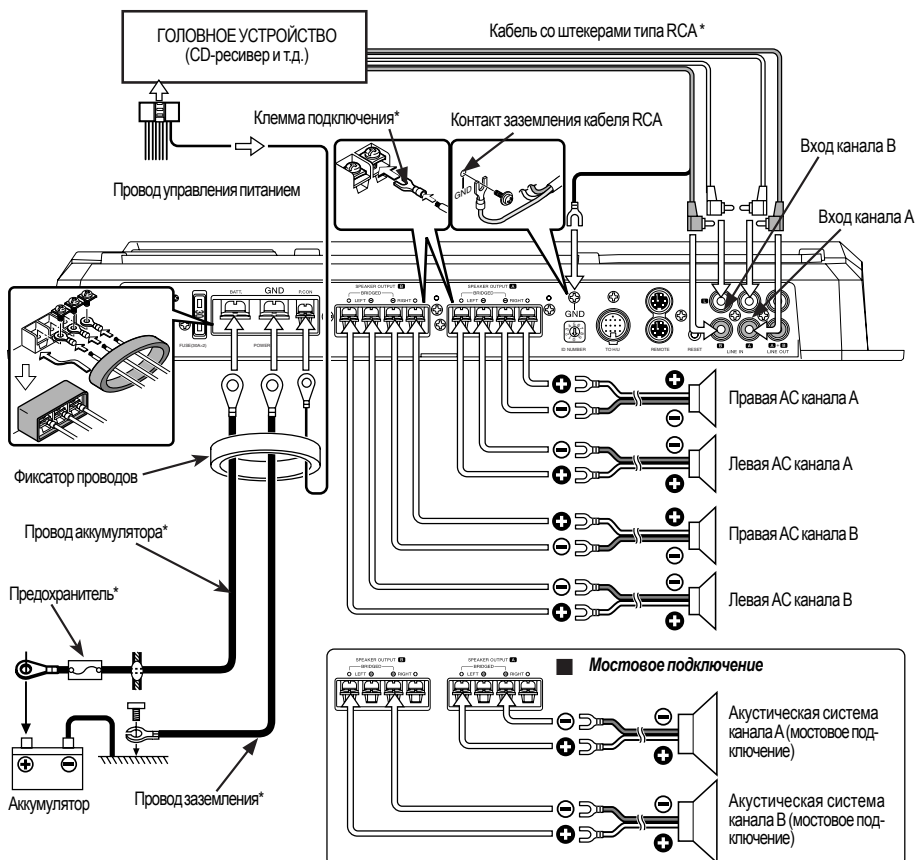 ГОЛОВНОЕ УСТРОЙСТВО
(CD-ресивер и т.д.)
Кабель со штекерами типа RCA *
Клемма подключения*
Контакт заземления кабеля RCA
Вход канала B
Провод управления питанием
Вход канала A
GND
BATT.
GND
P.CON
SPEAKER OUTPUT B
BRIDGED
LEFT
RIGHT
SPEAKER OUTPUT A
BRIDGED
LEFT
RIGHT
GND
FUSE(30A×2)
POWER
ID NUMBER
TO H/U
REMOTE
RESET
B
A
LINE IN
A
B
LINE OUT
Правая АС канала A
Левая АС канала A
Фиксатор проводов
Провод аккумулятора*
Правая АС канала B
Предохранитель*
Левая АС канала B
SPEAKER OUTPUT B
BRIDGED
LEFT
RIGHT
SPEAKER OUTPUT A
BRIDGED
LEFT
RIGHT
Мостовое подключение
Акустическая система
канала A (мостовое под-
ключение)
Аккумулятор
Провод заземления*
Акустическая система
канала B (мостовое под-
ключение)